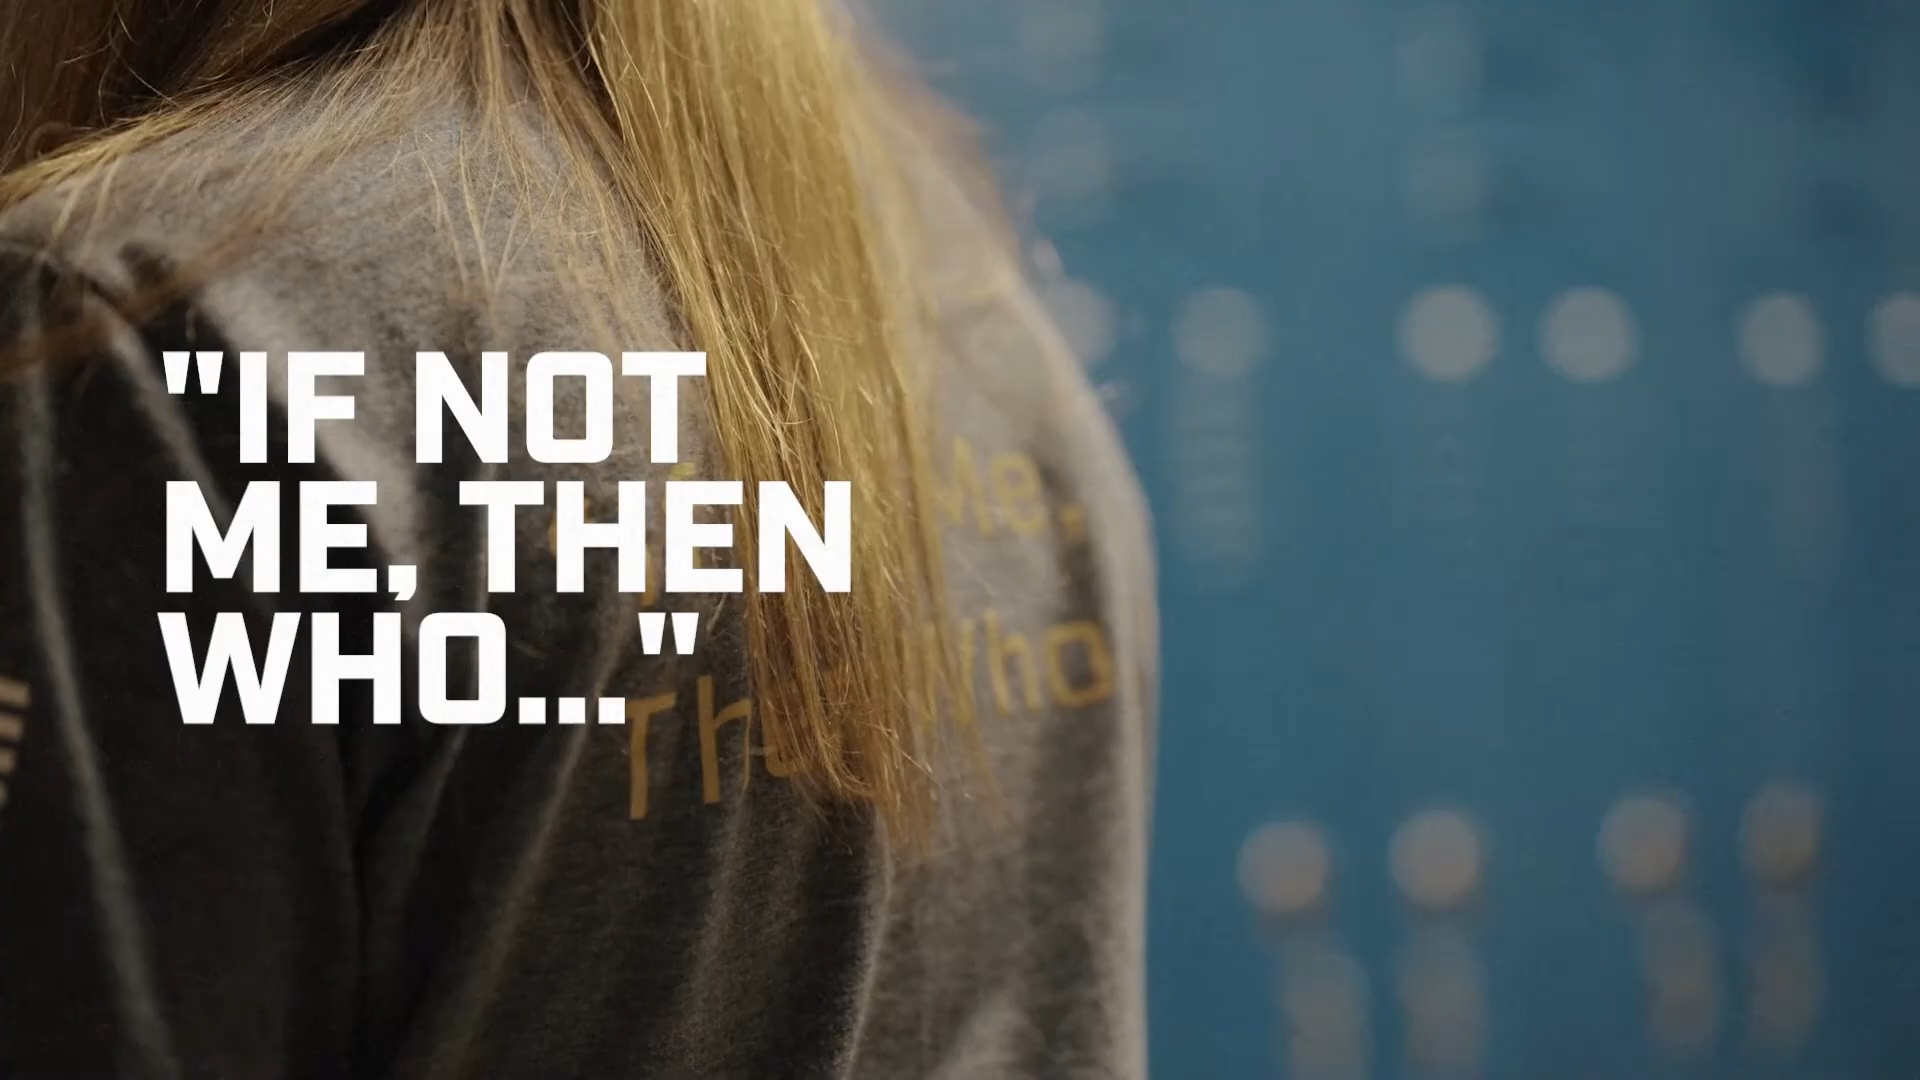 "IF NOT
ME, THEN
WHO..."
Me,
Who